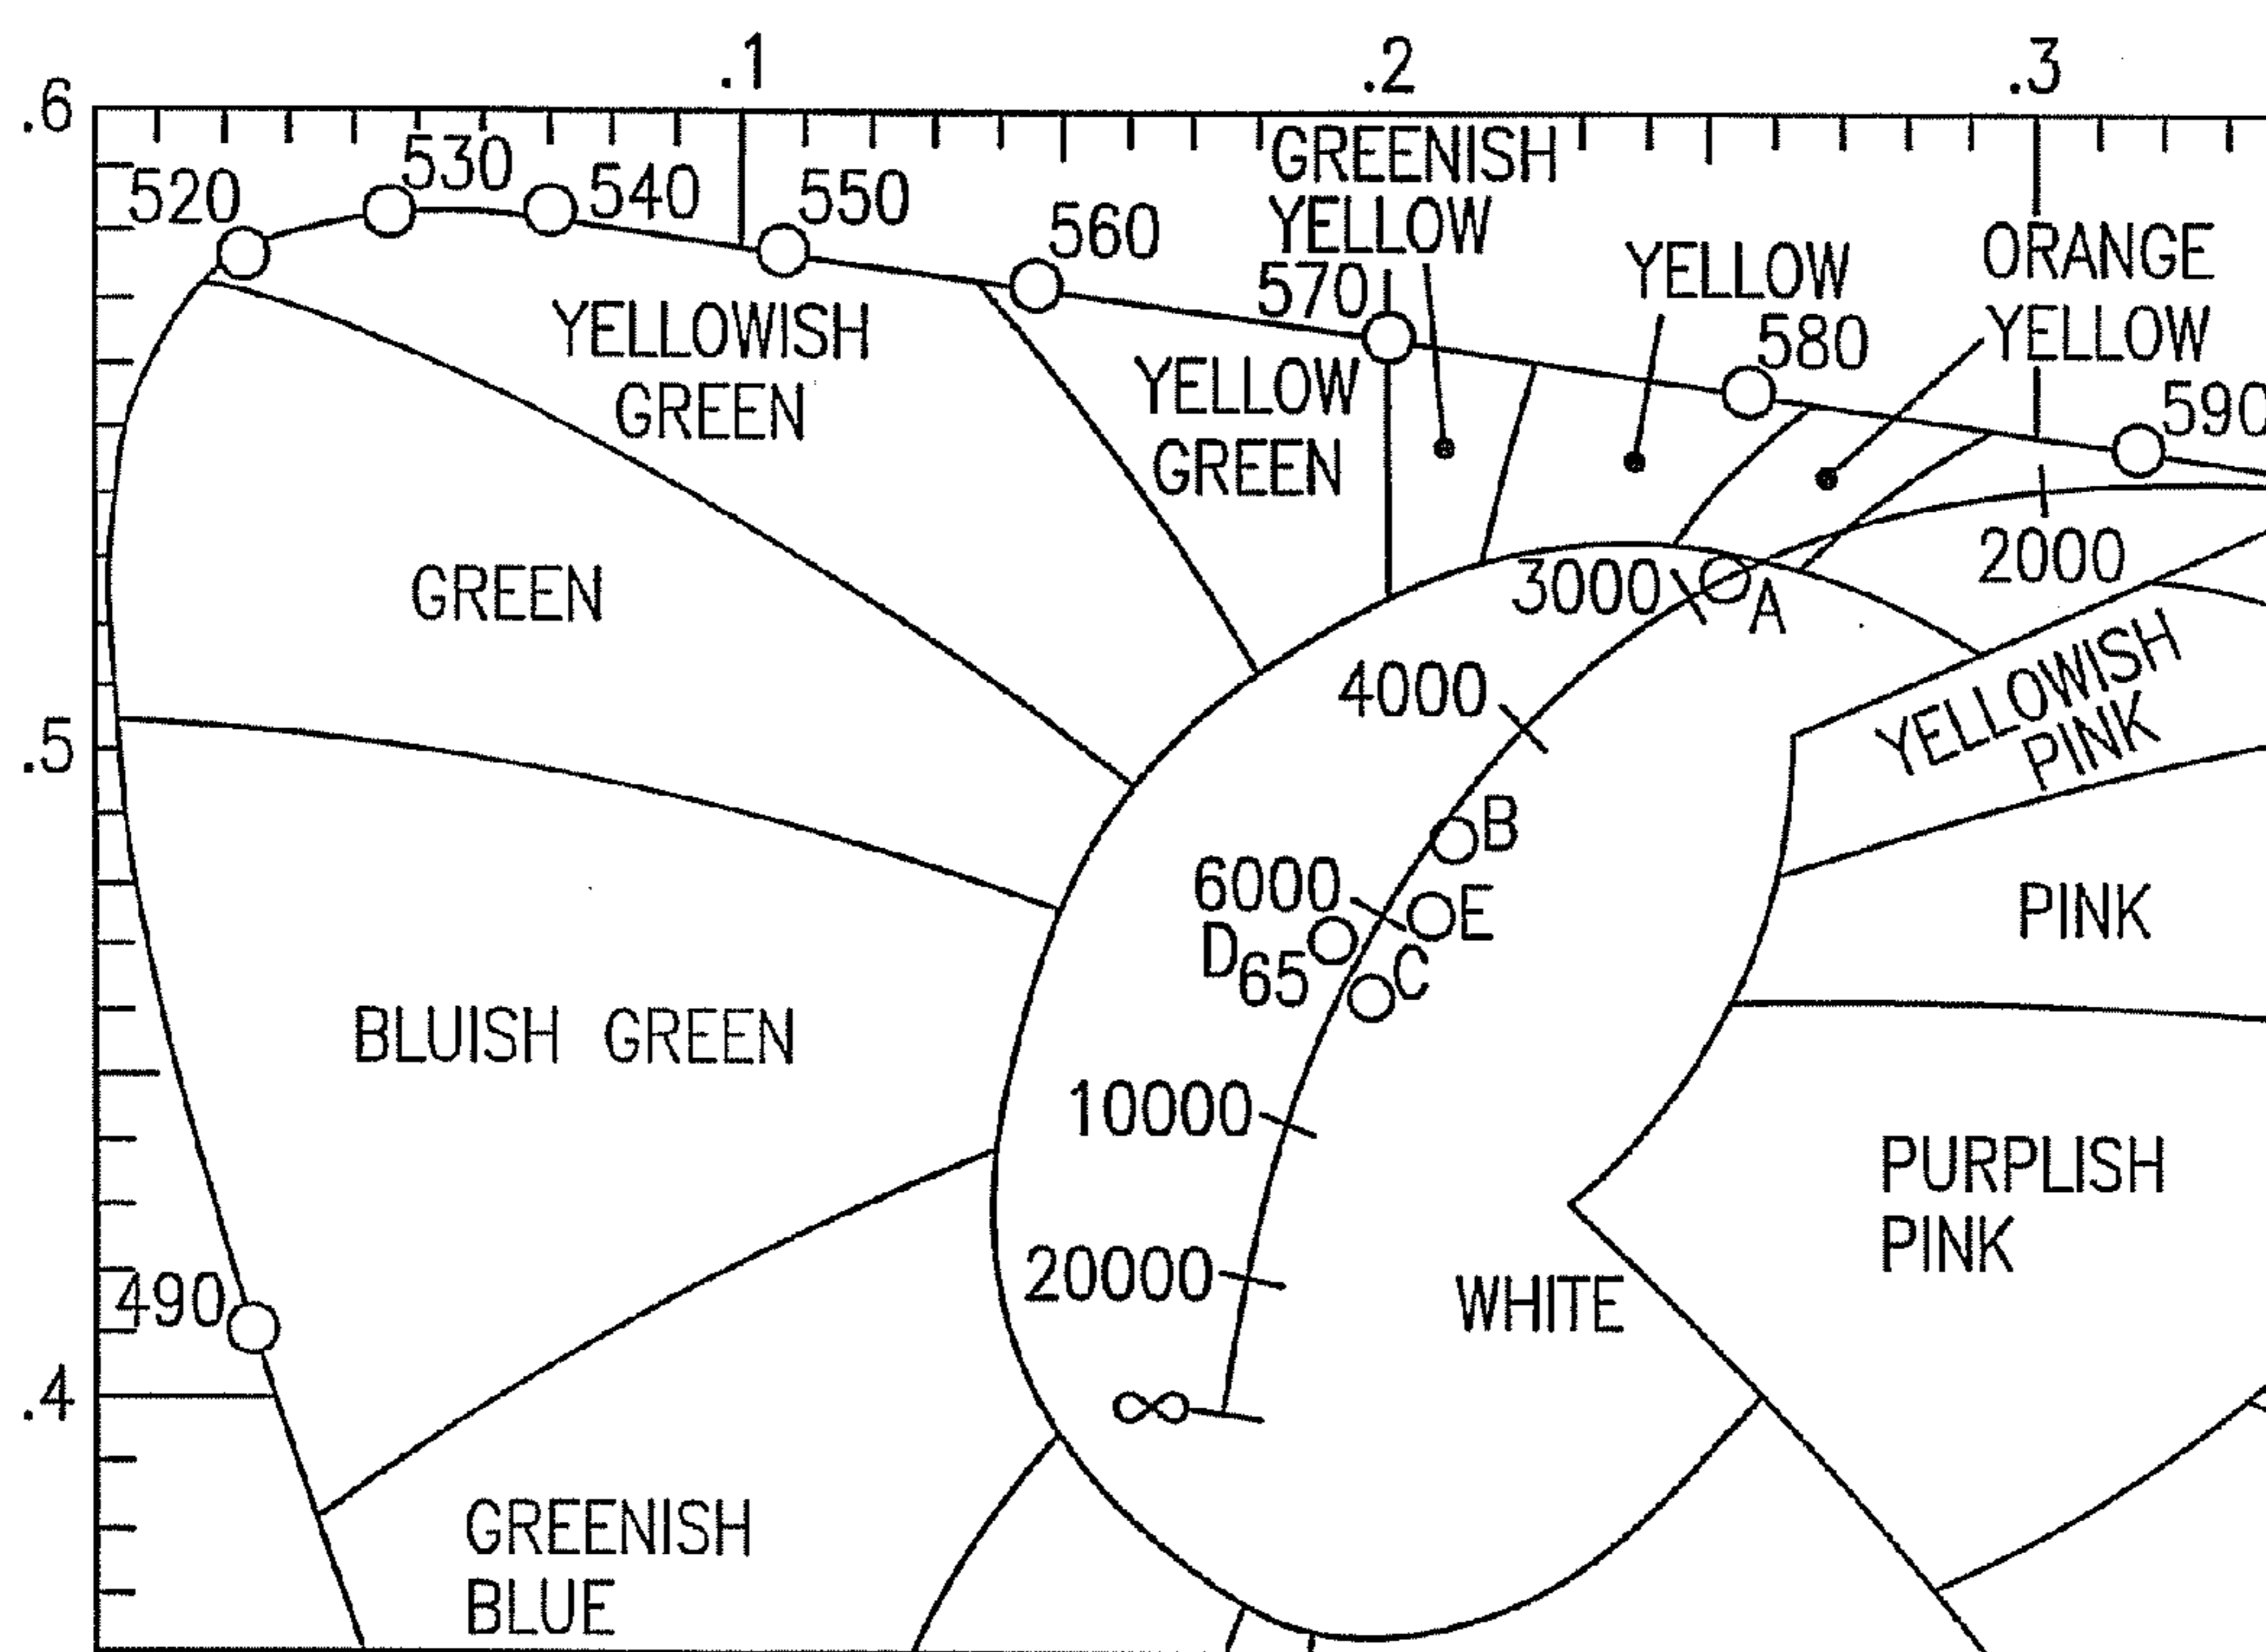 .1
.2
.3
.6
520
530
540
550
560
570
GREENISH
YELLOW
YELLOW
580
ORANGE
YELLOW
590
YELLOWISH
GREEN
YELLOW
GREEN
GREEN
3000
A
2000
4000
YELLOWISH
PINK
.5
B
6000
E
D65
C
PINK
BLUISH GREEN
10000
PURPLISH
PINK
20000
WHITE
490
.4
∞
GREENISH
BLUE